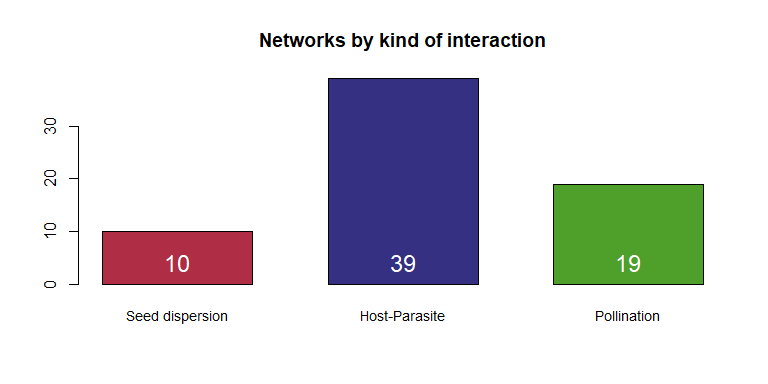 Networks by kind of interaction
30
20
10
0
10
39
19
Seed dispersion
Host-Parasite
Pollination